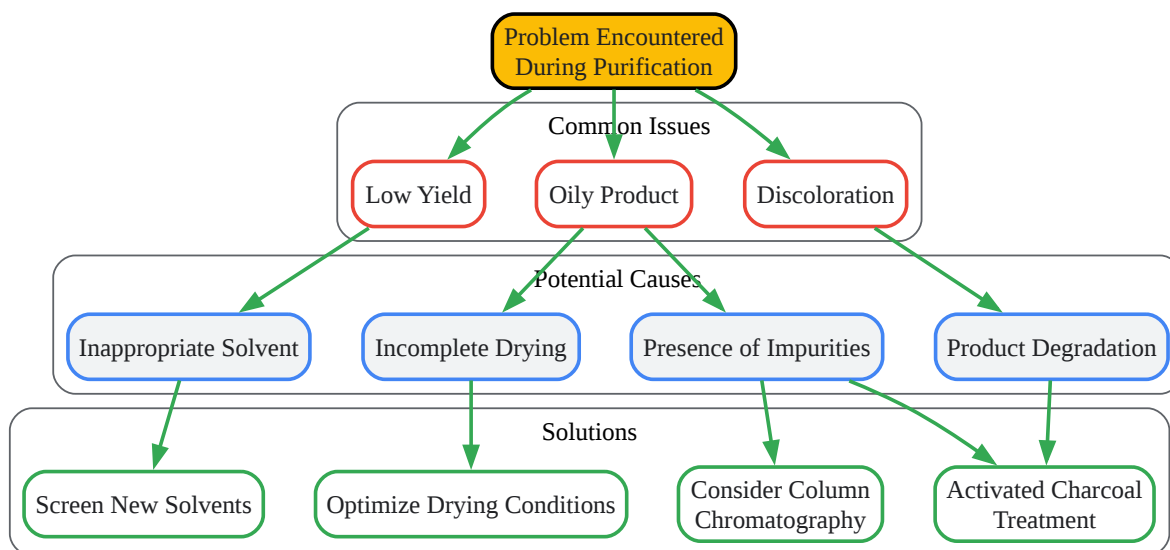 Problem Encountered
During Purification
Common Issues
Low Yield
Oily Product
Discoloration
Potential Causes
Inappropriate Solvent
Incomplete Drying
Presence of Impurities
Product Degradation
Solutions
Screen New Solvents
Optimize Drying Conditions
Consider Column
Chromatography
Activated Charcoal
Treatment